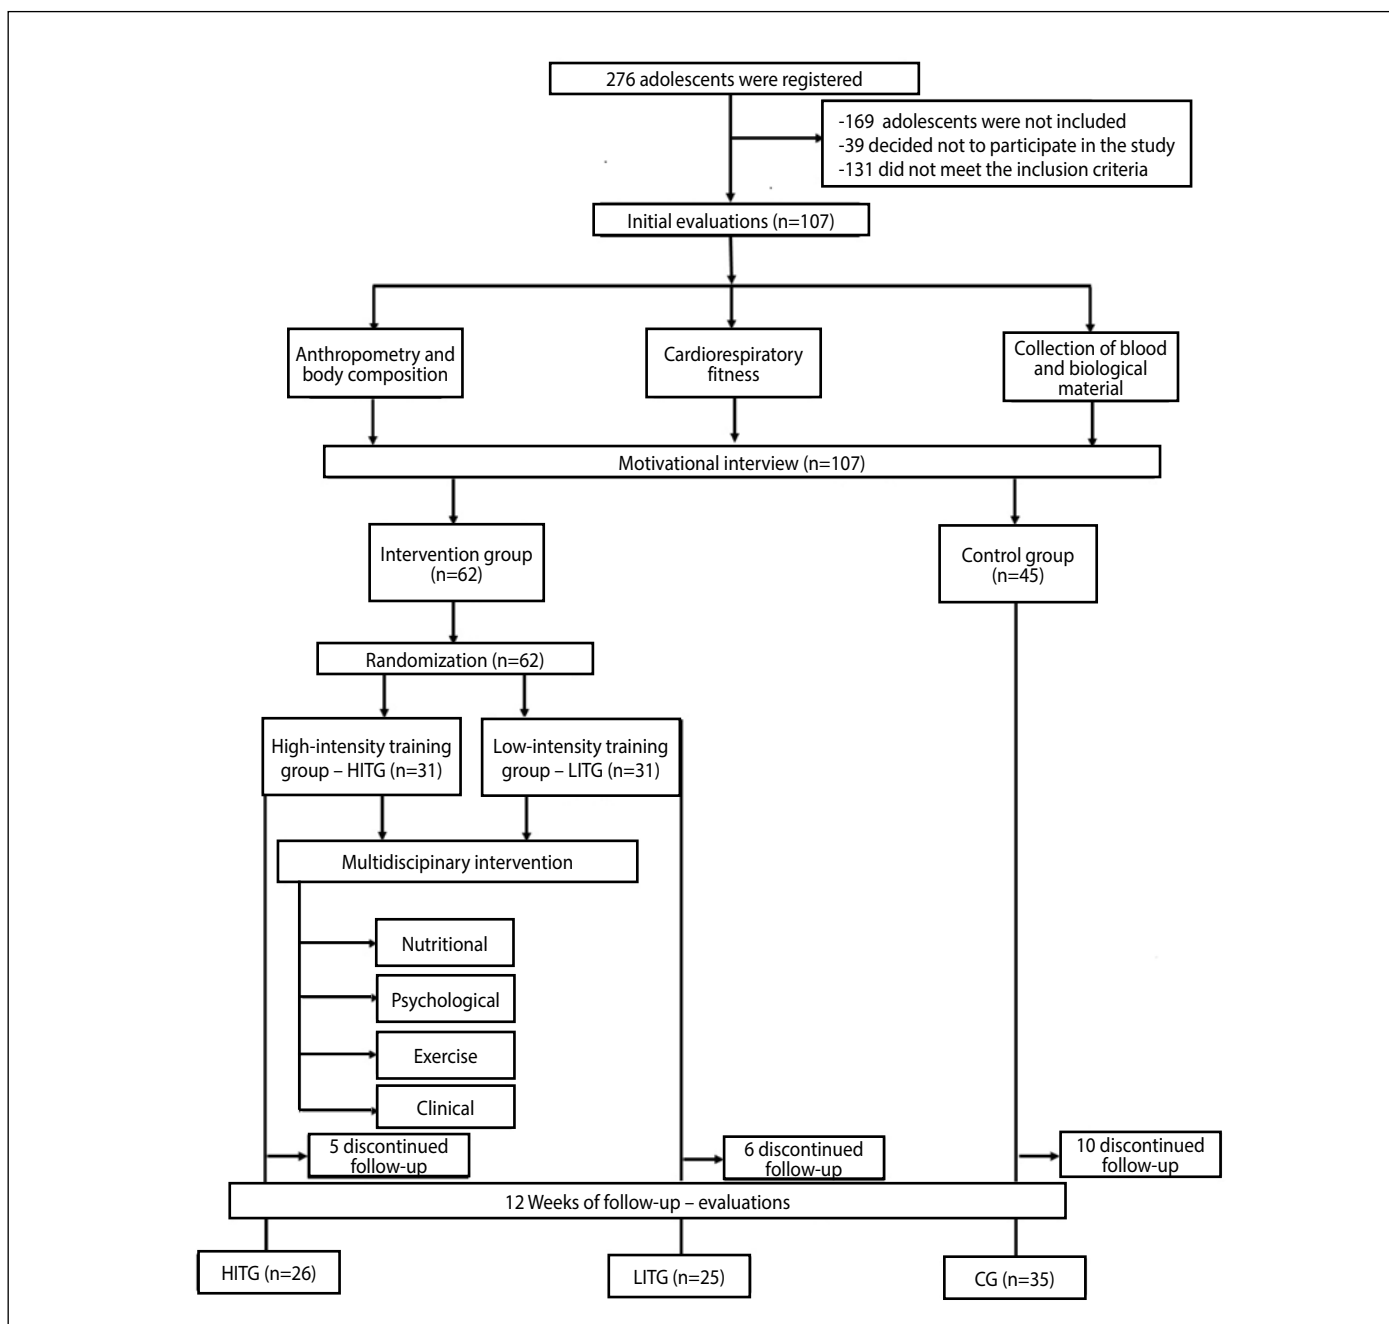 276 adolescents were registered
-169 adolescents were not included
-39 decided not to participate in the study
-131 did not meet the inclusion criteria
Initial evaluations (n=107)
Anthropometry and
body composition
Cardiorespiratory
fitness
Collection of blood
and biological
material
Motivational interview (n=107)
Intervention group
(n=62)
Control group
(n=45)
Randomization (n=62)
High-intensity training
group – HITG (n=31)
Low-intensity training
group – LITG (n=31)
Multidiscipinary intervention
Nutritional
Psychological
Exercise
Clinical
5 discontinued
follow-up
6 discontinued
follow-up
10 discontinued
follow-up
12 Weeks of follow-up – evaluations
HITG (n=26)
LITG (n=25)
CG (n=35)